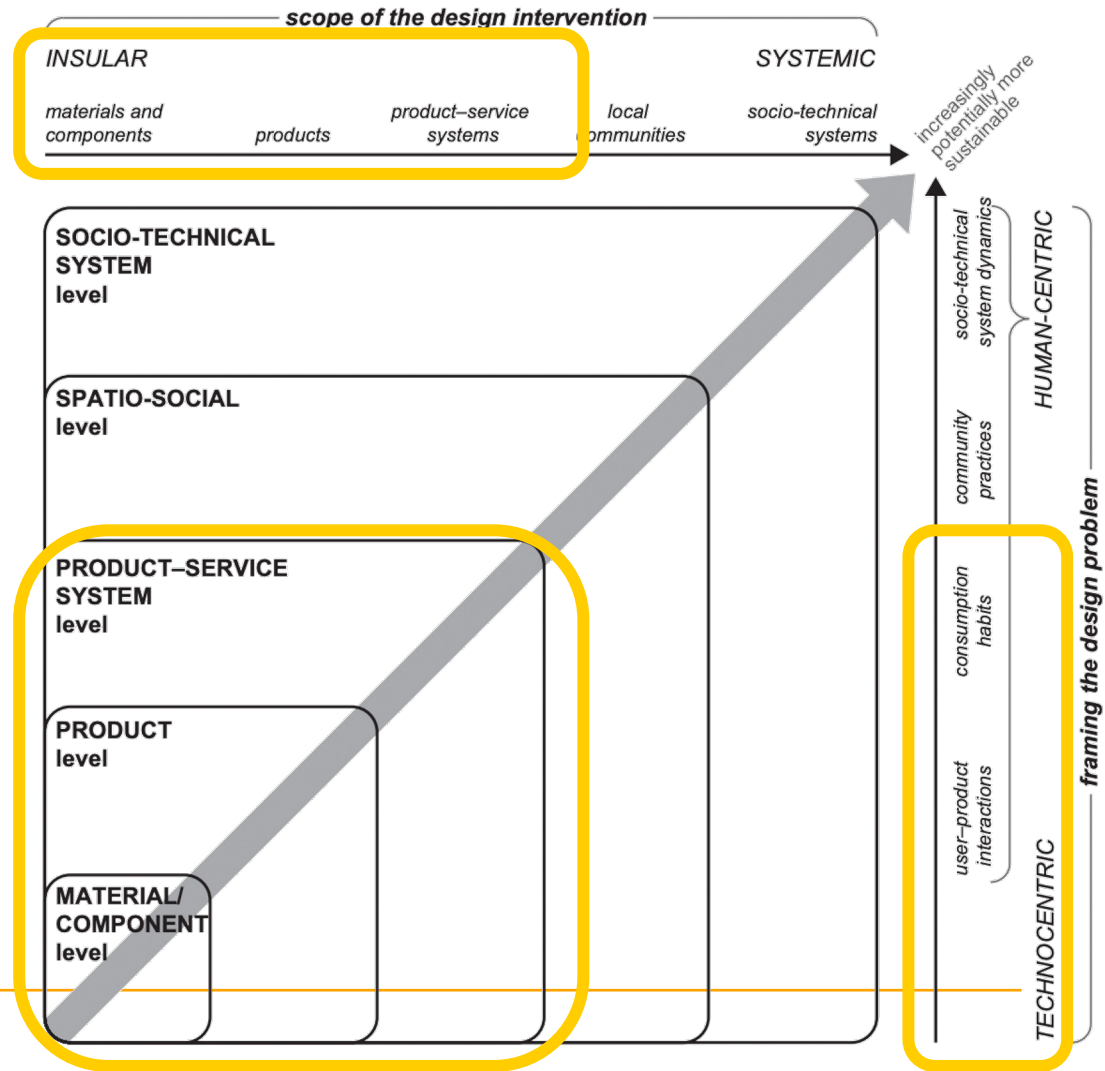 scope of the design intervention
INSULAR
SYSTEMIC
materials and
components
products
product–service
systems
local
communities
socio-technical
systems
increasingly
potentially more
sustainable
SOCIO-TECHNICAL
SYSTEM
level
SPATIO-SOCIAL
level
PRODUCT–SERVICE
SYSTEM
level
PRODUCT
level
MATERIAL/
COMPONENT
level
socio-technical
system dynamics
community
practices
consumption
habits
user–product
interactions
HUMAN-CENTRIC
TECHNOCENTRIC
framing the design problem